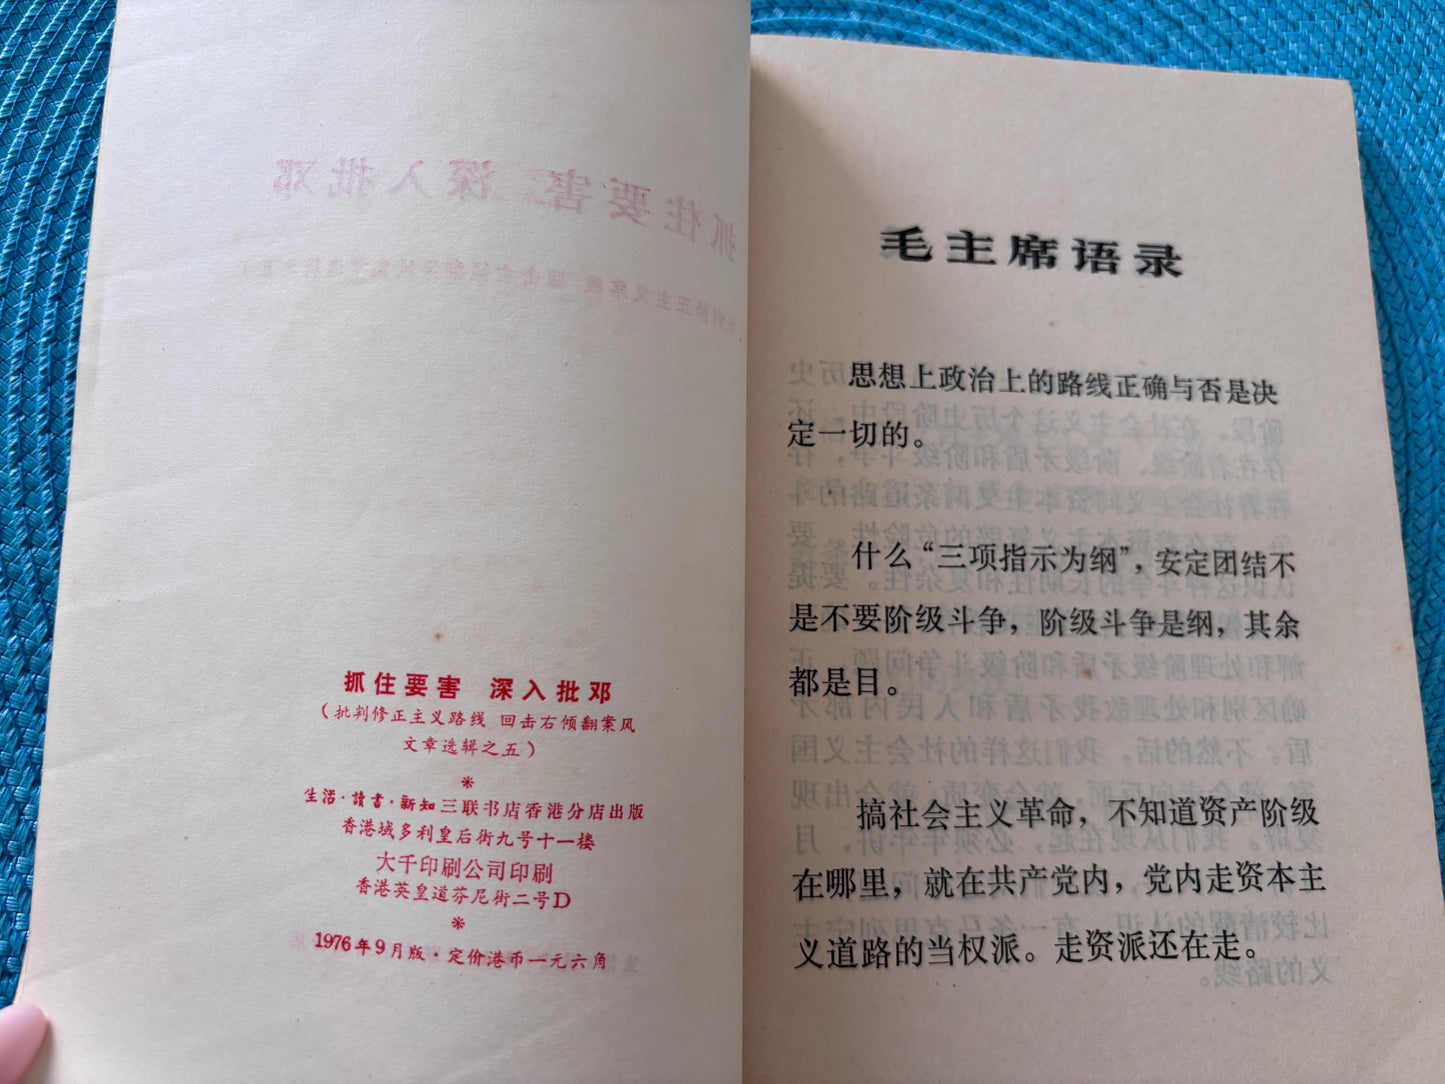 抓住要害 深入批邓
(批判修正主义路线 回击右倾翻案风
文章选辑之五)
*
生活·讀書·新知三联书店香港分店出版
香港域多利皇后街九号十一楼
大千印刷公司印刷
香港英皇道芬尼街二号D
*
1976年9月版·定价港币一元六角
毛主席语录
思想上政治上的路线正确与否是决
定一切的。
什么“三项指示为纲”，安定团结不
是不要阶级斗争，阶级斗争是纲，其余
都是目。
搞社会主义革命，不知道资产阶级
在哪里，就在共产党内，党内走资本主
义道路的当权派。走资派还在走。